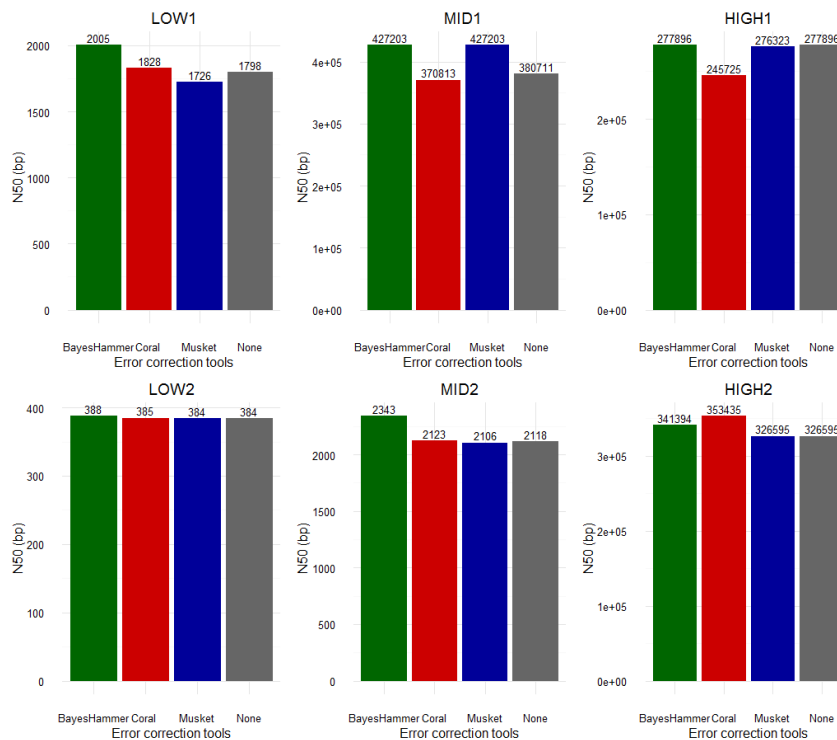 LOW1
2005
1828
1726
1798
2000
1500
1000
500
0
N50 (bp)
BayesHammer Coral Musket None
Error correction tools
MID1
427203
370813
427203
380711
4e+05
3e+05
2e+05
1e+05
0e+00
N50 (bp)
BayesHammer Coral Musket None
Error correction tools
HIGH1
277896
245725
276323
277896
2e+05
1e+05
0e+00
N50 (bp)
BayesHammer Coral Musket None
Error correction tools
LOW2
388
385
384
384
400
300
200
100
0
N50 (bp)
BayesHammer Coral Musket None
Error correction tools
MID2
2343
2123
2106
2118
2000
1500
1000
500
0
N50 (bp)
BayesHammer Coral Musket None
Error correction tools
HIGH2
341394
353435
326595
326595
3e+05
2e+05
1e+05
0e+00
N50 (bp)
BayesHammer Coral Musket None
Error correction tools